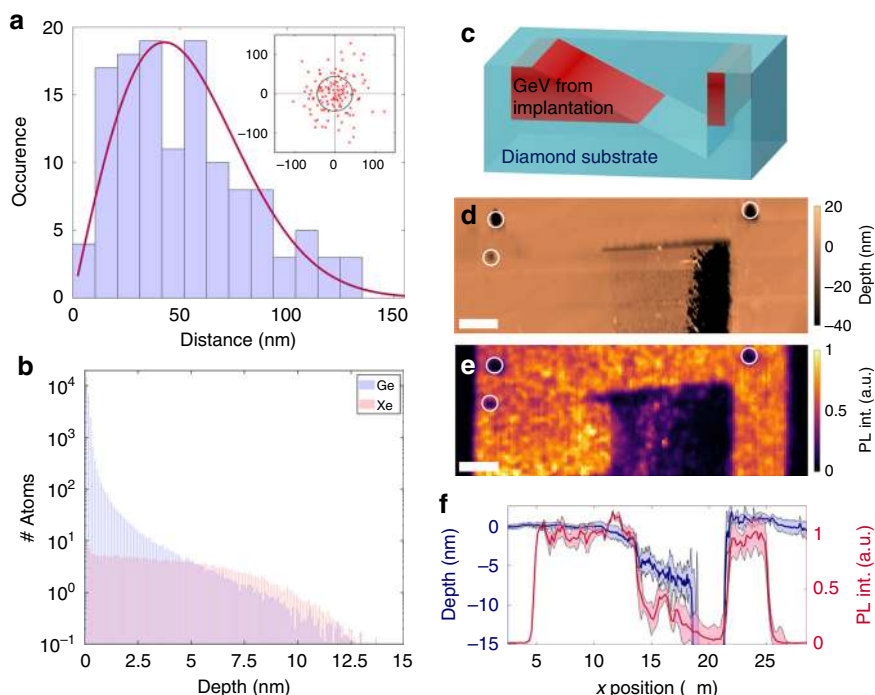 a
20
15
10
5
0
Occurence
0
50
100
150
Distance (nm)
100
0
−100
−100
0
100
b
10^4
10^3
10^2
10^1
10^0
10^−1
# Atoms
Ge
Xe
0
2.5
5
7.5
10
12.5
15
Depth (nm)
c
GeV from
implantation
Diamond substrate
d
20
0
−20
−40
Depth (nm)
e
1
0.5
0
PL int. (a.u.)
f
0
−5
−10
−15
Depth (nm)
1
0.5
0
PL int. (a.u.)
5
10
15
20
25
x position ( m)